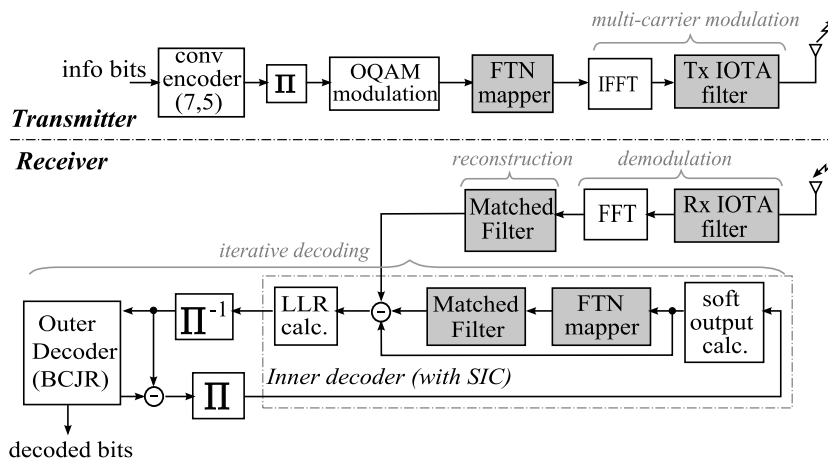 multi-carrier modulation
info bits
conv
encoder
(7,5)
Π
OQAM
modulation
FTN
mapper
IFFT
Tx IOTA
filter
Transmitter
Receiver
reconstruction
demodulation
Matched
Filter
FFT
Rx IOTA
filter
iterative decoding
Outer
Decoder
(BCJR)
Π-1
LLR
calc.
Matched
Filter
FTN
mapper
soft
output
calc.
Π
Inner decoder (with SIC)
decoded bits